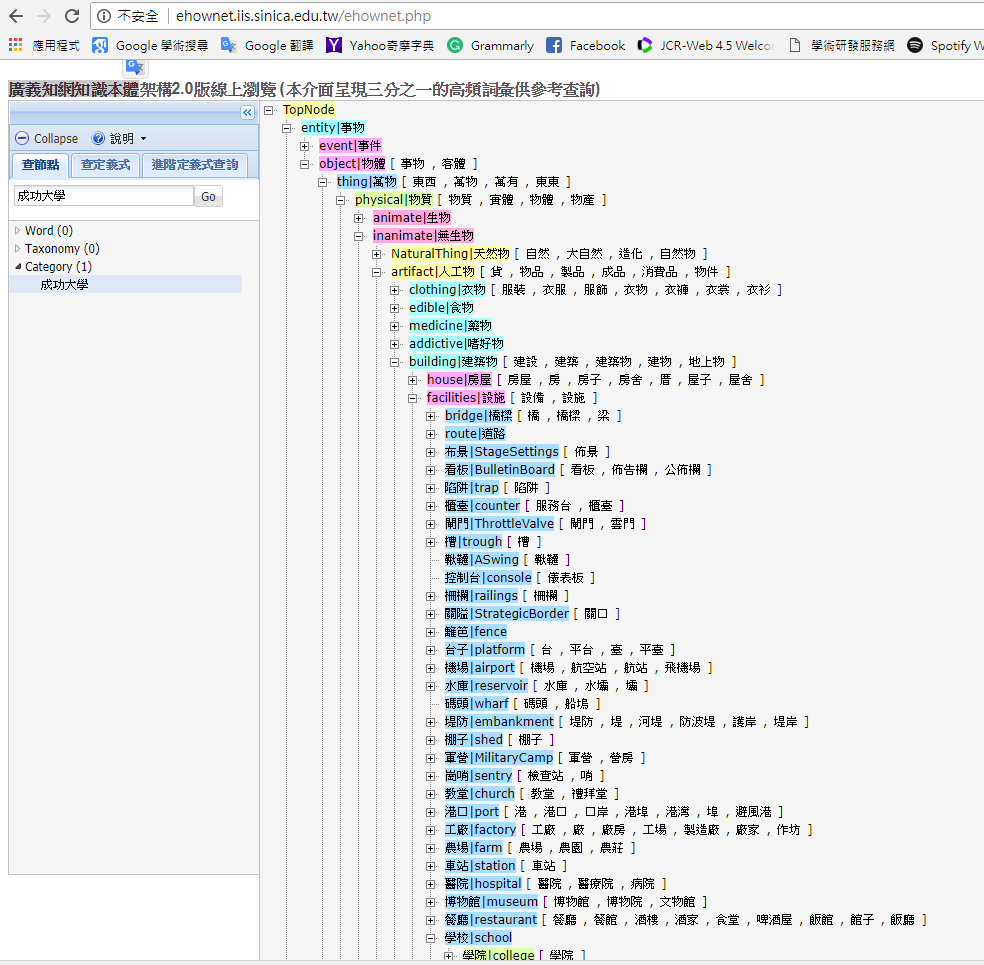 不安全 ehownet.iis.sinica.edu.tw/ehownet.php
應用程式 Google 學術搜尋 Google 翻譯 Yahoo奇摩字典 Grammarly Facebook JCR-Web 4.5 Welco 學術研發服務網 Spotify W
廣義知網知識本體架構2.0版線上瀏覽 (本介面呈現三分之一的高頻詞彙供參考查詢)
Collapse 說明
查節點 查定義式 進階定義式查詢
成功大學 Go
Word (0)
Taxonomy (0)
Category (1)
成功大學
TopNode
entity|事物
event|事件
object|物體 [ 事物 , 客體 ]
thing|萬物 [ 東西 , 萬物 , 萬有 , 東東 ]
physical|物質 [ 物質 , 實體 , 物體 , 物産 ]
animate|生物
inanimate|無生物
NaturalThing|天然物 [ 自然 , 大自然 , 造化 , 自然物 ]
artifact|人工物 [ 貨 , 物品 , 製品 , 成品 , 消費品 , 物件 ]
clothing|衣物 [ 服裝 , 衣服 , 服飾 , 衣物 , 衣褲 , 衣裳 , 衣衫 ]
edible|食物
medicine|藥物
addictive|嗜好物
building|建築物 [ 建設 , 建築 , 建築物 , 建物 , 地上物 ]
house|房屋 [ 房屋 , 房 , 房子 , 房舍 , 厝 , 屋子 , 屋舍 ]
facilities|設施 [ 設備 , 設施 ]
bridge|橋樑 [ 橋 , 橋樑 , 梁 ]
route|道路
布景|StageSettings [ 佈景 ]
看板|BulletinBoard [ 看板 , 佈告欄 , 公佈欄 ]
陷阱|trap [ 陷阱 ]
櫃臺|counter [ 服務台 , 櫃臺 ]
閘門|ThrottleValve [ 閘門 , 雲門 ]
槽|trough [ 槽 ]
鞦韆|ASwing [ 鞦韆 ]
控制台|console [ 儀表板 ]
柵欄|railings [ 柵欄 ]
關隘|StrategicBorder [ 關口 ]
籬笆|fence
台子|platform [ 台 , 平台 , 臺 , 平臺 ]
機場|airport [ 機場 , 航空站 , 航站 , 飛機場 ]
水庫|reservoir [ 水庫 , 水壩 , 壩 ]
碼頭|wharf [ 碼頭 , 船塢 ]
堤防|embankment [ 堤防 , 堤 , 河堤 , 防波堤 , 護岸 , 堤岸 ]
棚子|shed [ 棚子 ]
軍營|MilitaryCamp [ 軍營 , 營房 ]
崗哨|sentry [ 檢查站 , 哨 ]
教堂|church [ 教堂 , 禮拜堂 ]
港口|port [ 港 , 港口 , 口岸 , 港埠 , 港灣 , 埠 , 避風港 ]
工廠|factory [ 工廠 , 廠 , 廠房 , 工場 , 製造廠 , 廠家 , 作坊 ]
農場|farm [ 農場 , 農園 , 農莊 ]
車站|station [ 車站 ]
醫院|hospital [ 醫院 , 醫療院 , 病院 ]
博物館|museum [ 博物館 , 博物院 , 文物館 ]
餐廳|restaurant [ 餐廳 , 餐館 , 酒樓 , 酒家 , 食堂 , 啤酒屋 , 飯館 , 館子 , 飯廳 ]
學校|school
學院|college [ 學院 ]